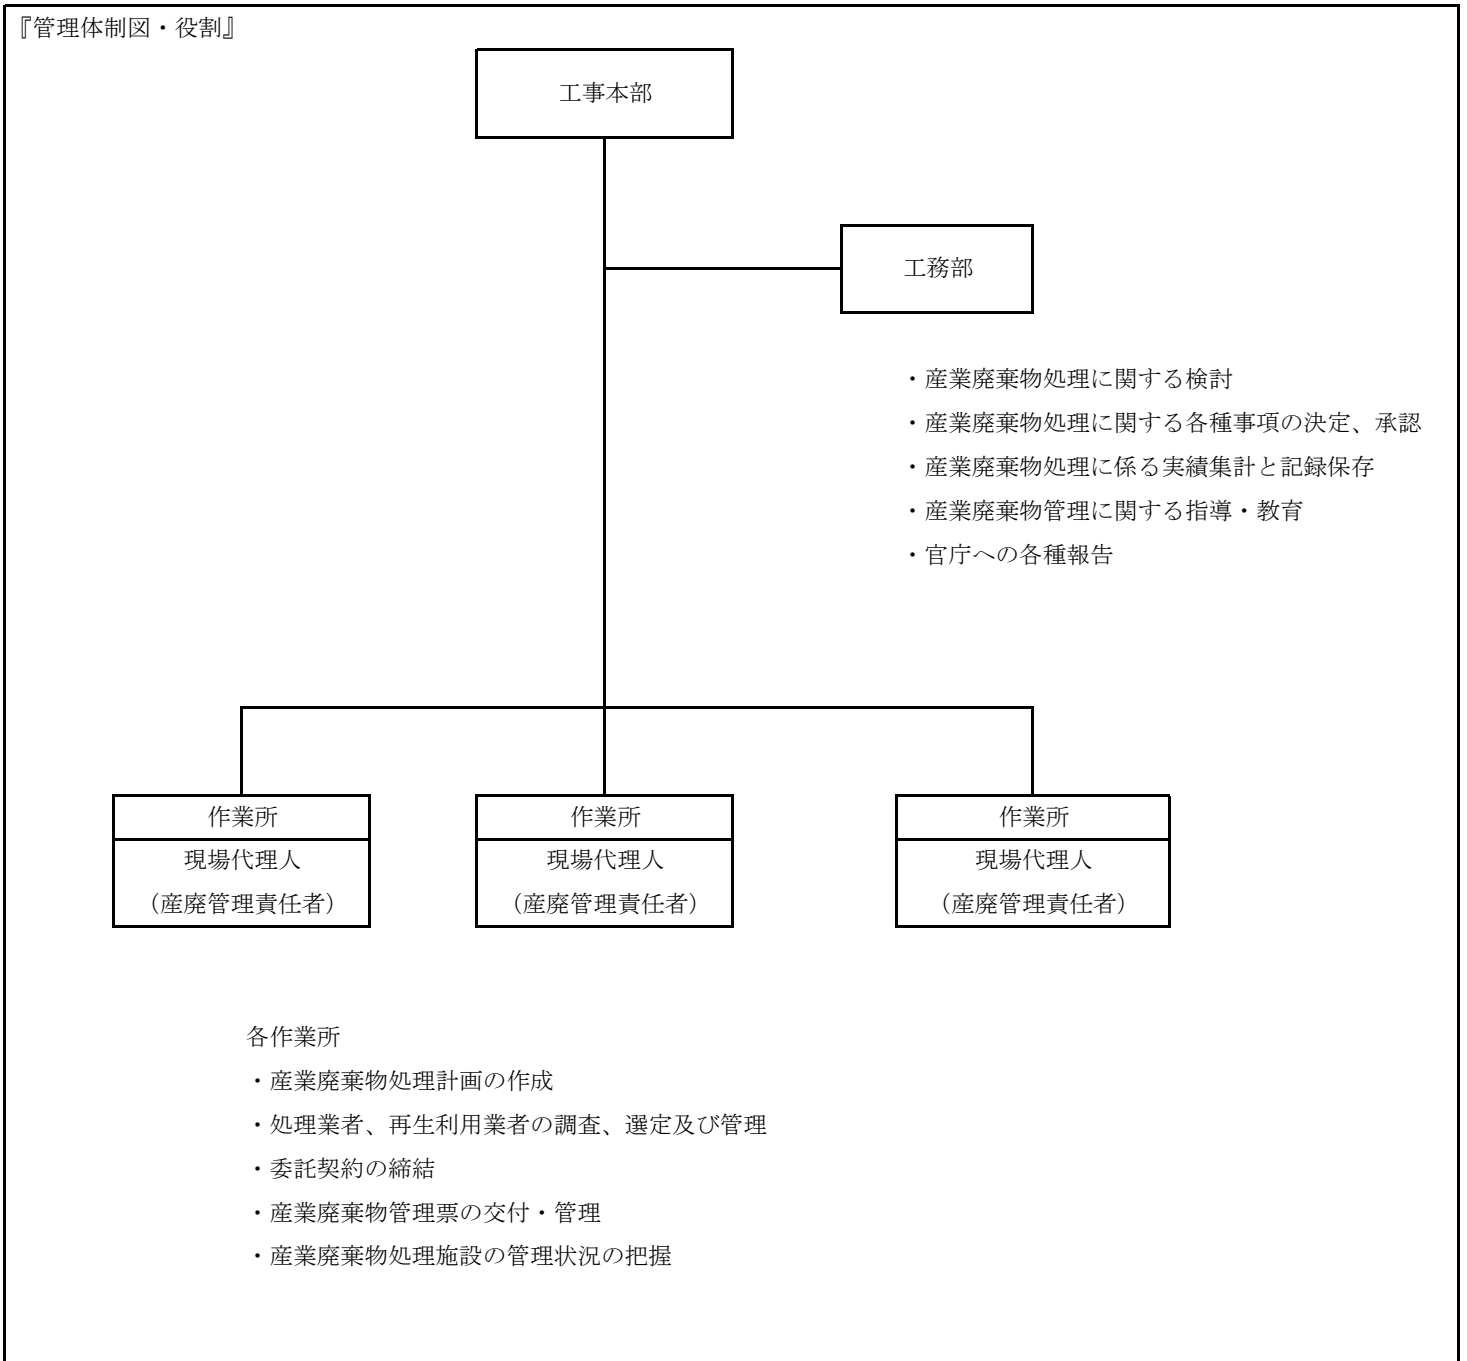 『管理体制図・役割』
工事本部
工務部
・産業廃棄物処理に関する検討
・産業廃棄物処理に関する各種事項の決定、承認
・産業廃棄物処理に係る実績集計と記録保存
・産業廃棄物管理に関する指導・教育
・官庁への各種報告
作業所
現場代理人
（産廃管理責任者）
作業所
現場代理人
（産廃管理責任者）
作業所
現場代理人
（産廃管理責任者）
各作業所
・産業廃棄物処理計画の作成
・処理業者、再生利用業者の調査、選定及び管理
・委託契約の締結
・産業廃棄物管理票の交付・管理
・産業廃棄物処理施設の管理状況の把握